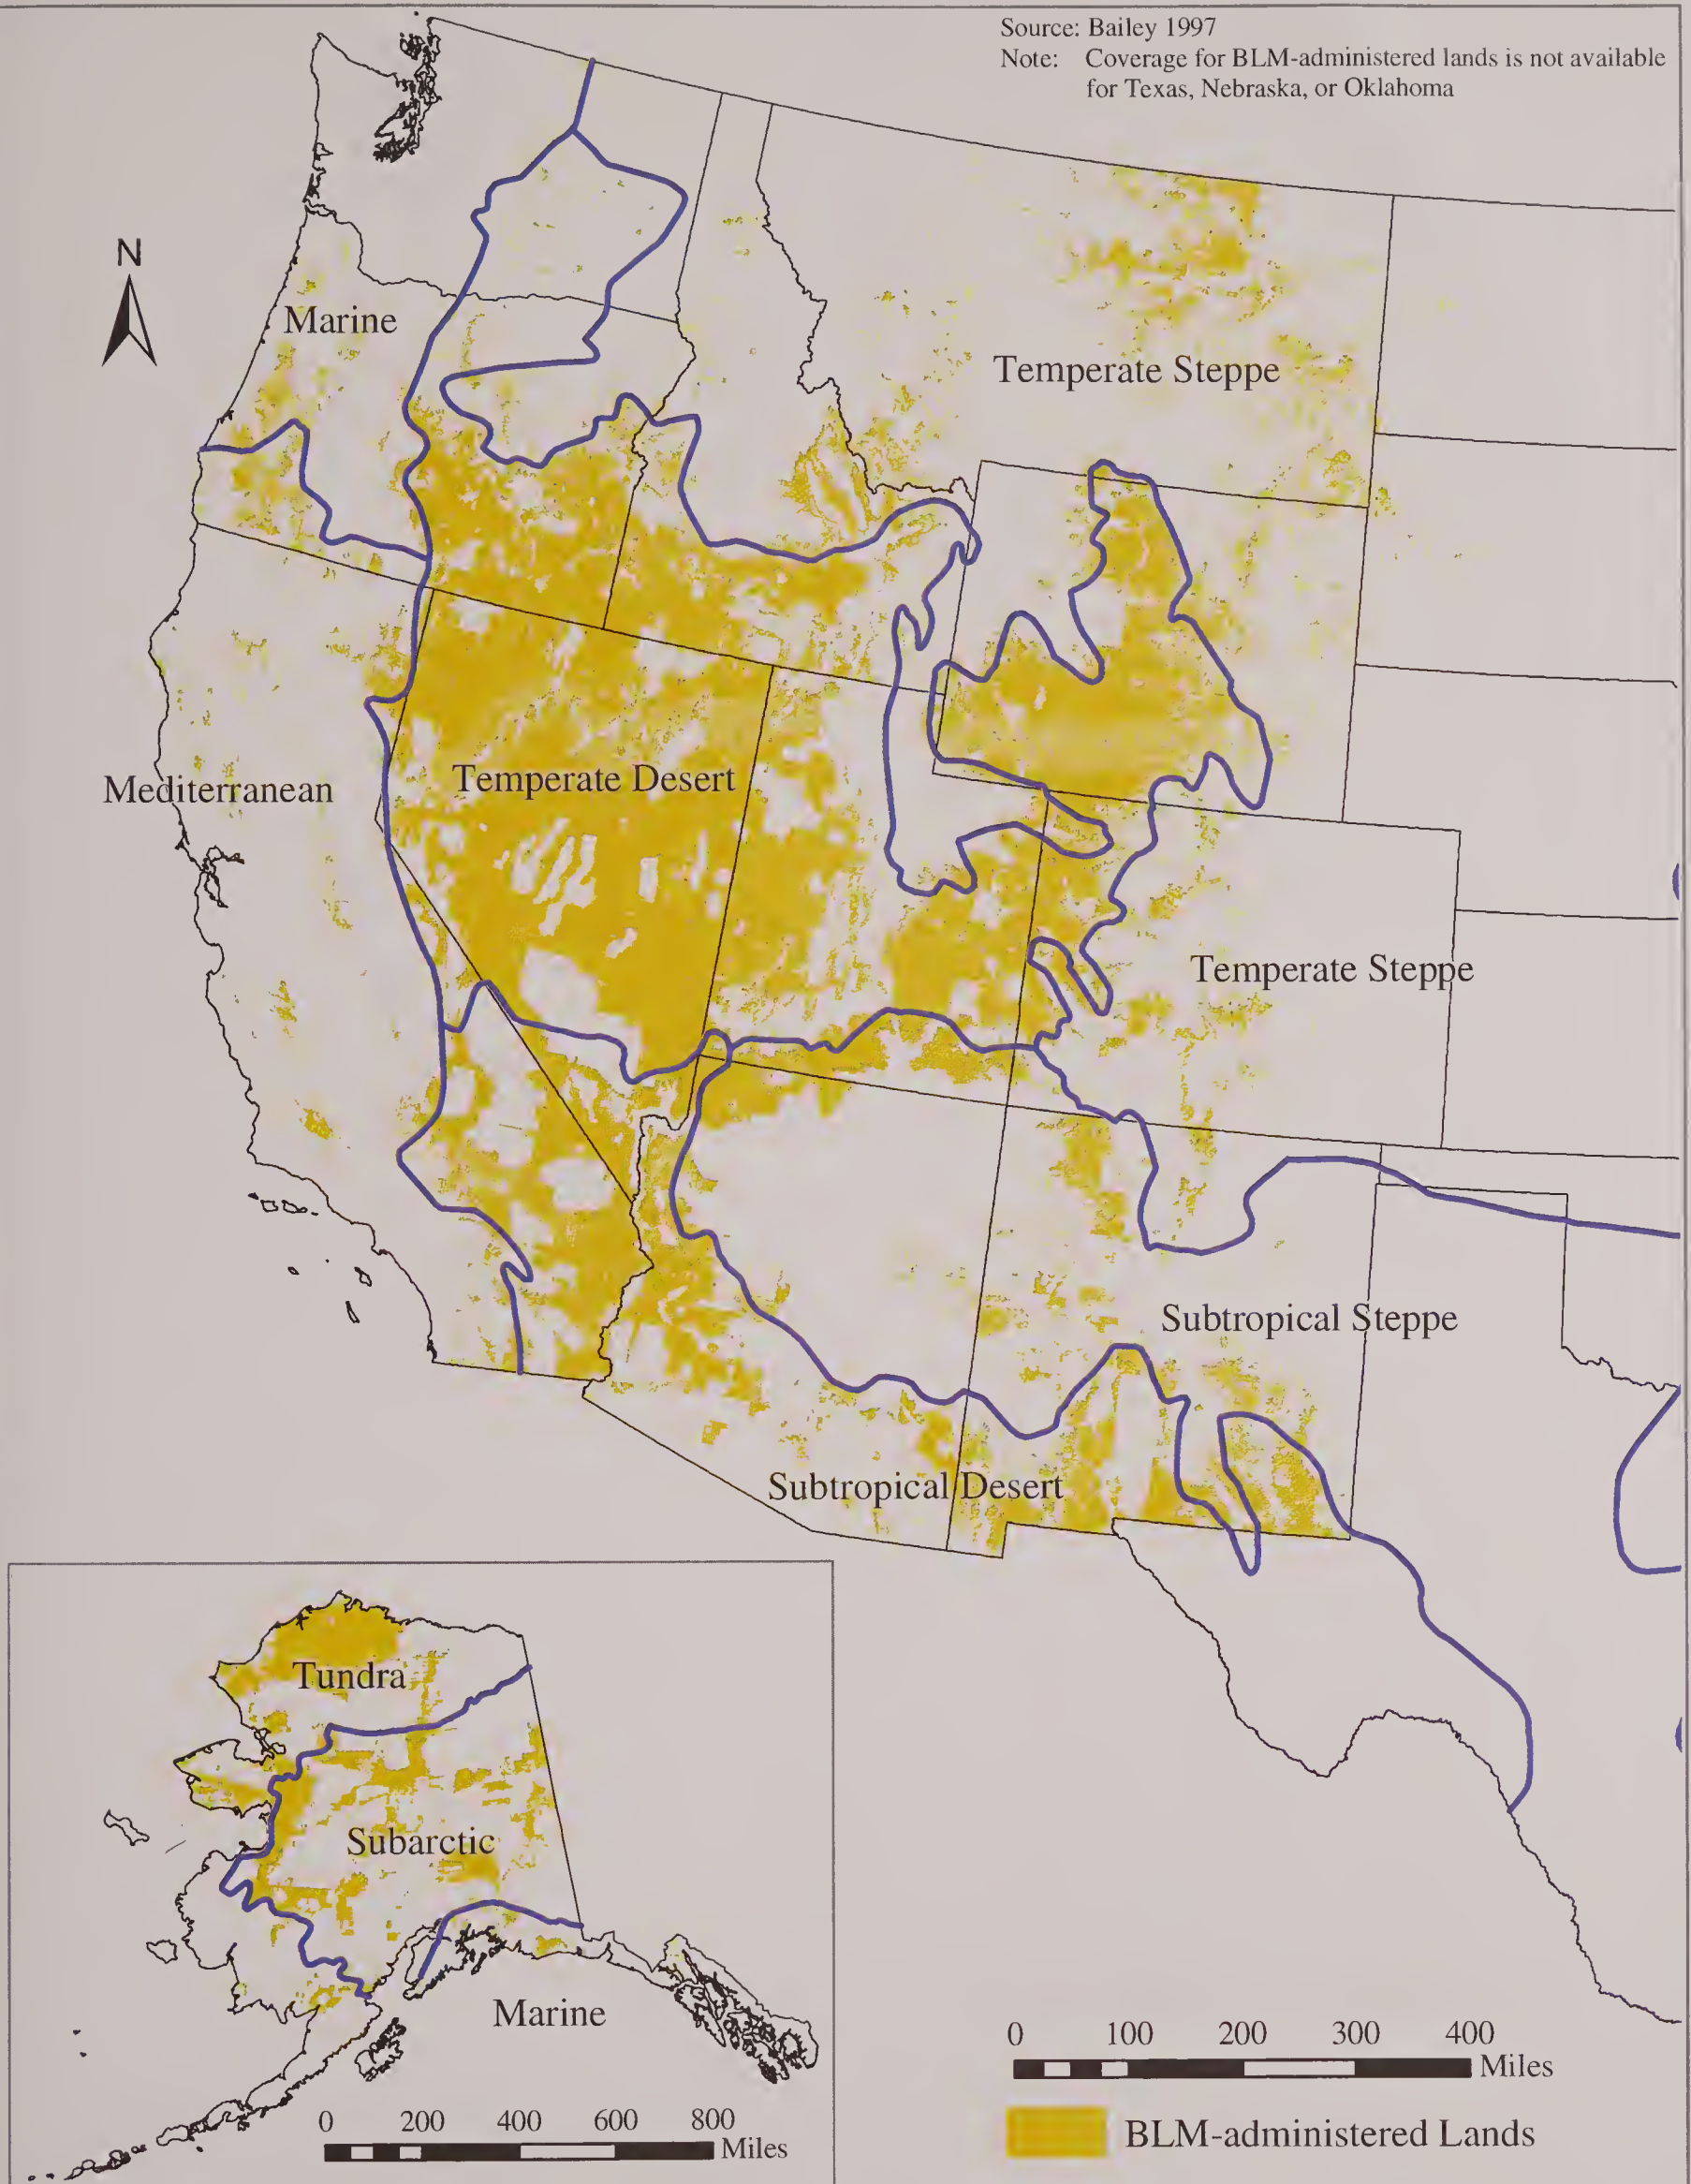 Source: Bailey 1997
Note: Coverage for BLM-administered lands is not available
for Texas, Nebraska, or Oklahoma
N
Marine
Temperate Steppe
Mediterranean
Temperate Desert
Temperate Steppe
Subtropical Steppe
Subtropical Desert
Tundra
Subarctic
Marine
0 200 400 600 800
Miles
0 100 200 300 400
Miles
BLM-administered Lands